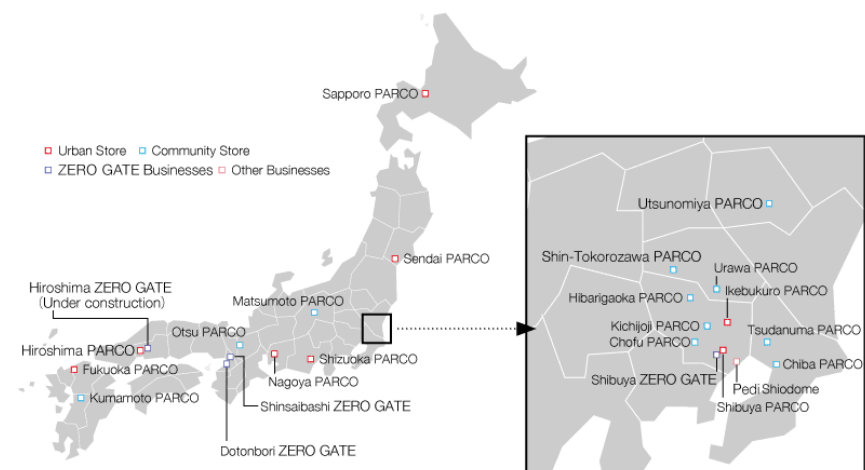 Sapporo PARCO
Urban Store
Community Store
ZERO GATE Businesses
Other Businesses
Sendai PARCO
Hiroshima ZERO GATE
(Under construction)
Matsumoto PARCO
Otsu PARCO
Hiroshima PARCO
Shizuoka PARCO
Fukuoka PARCO
Nagoya PARCO
Kumamoto PARCO
Shinsaibashi ZERO GATE
Dotonbori ZERO GATE
Utsunomiya PARCO
Shin-Tokorozawa PARCO
Urawa PARCO
Ikebukuro PARCO
Hibarigaoka PARCO
Kichijoji PARCO
Tsudanuma PARCO
Chofu PARCO
Chiba PARCO
Shibuya ZERO GATE
Pedi Shiodome
Shibuya PARCO